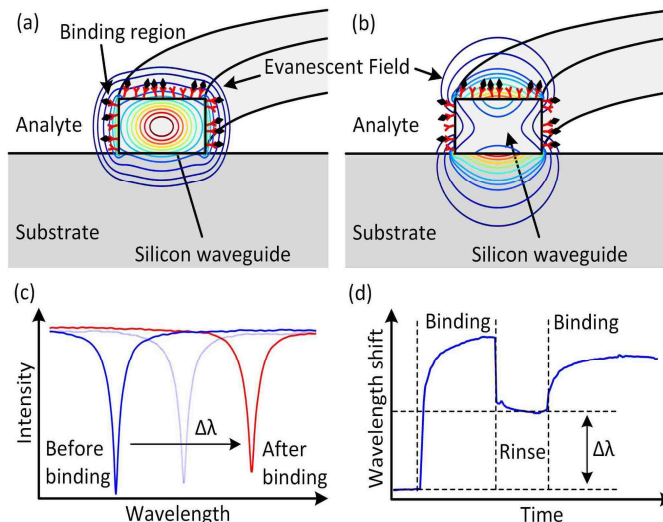 (a)
Binding region
Evanescent Field
Analyte
Substrate
Silicon waveguide
(b)
Analyte
Substrate
Silicon waveguide
(c)
Intensity
Before
binding
Δλ
After
binding
Wavelength
(d)
Wavelength shift
Binding
Binding
Rinse
Δλ
Time